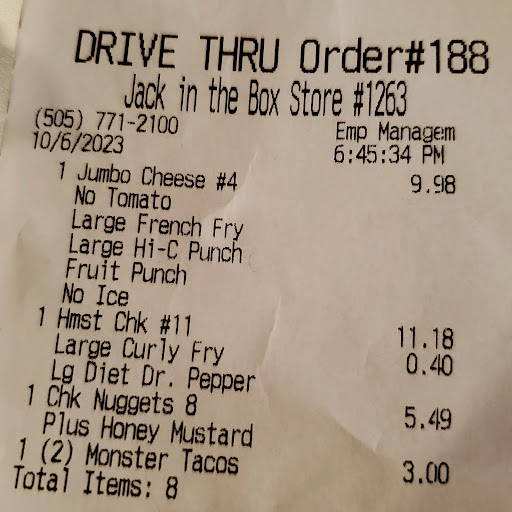 DRIVE THRU Order#188
Jack in the Box Store #1263
(505) 771-2100 Emp Managem
10/6/2023 6:45:34 PM
1 Jumbo Cheese #4 9.98
No Tomato
Large French Fry
Large Hi-C Punch
Fruit Punch
No Ice
1 Hmst Chk #11 11.18
Large Curly Fry 0.40
Lg Diet Dr. Pepper
1 Chk Nuggets 8 5.49
Plus Honey Mustard
1 (2) Monster Tacos 3.00
Total Items: 8